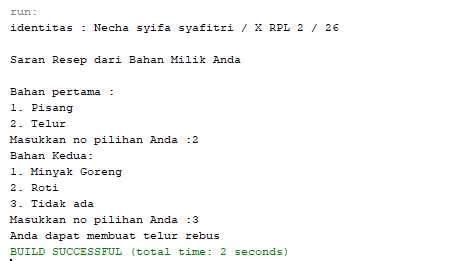 run:
identitas : Necha syifa syafitri / X RPL 2 / 26
Saran Resep dari Bahan Milik Anda
Bahan pertama :
1. Pisang
2. Telur
Masukkan no pilihan Anda :2
Bahan Kedua:
1. Minyak Goreng
2. Roti
3. Tidak ada
Masukkan no pilihan Anda :3
Anda dapat membuat telur rebus
BUILD SUCCESSFUL (total time: 2 seconds)